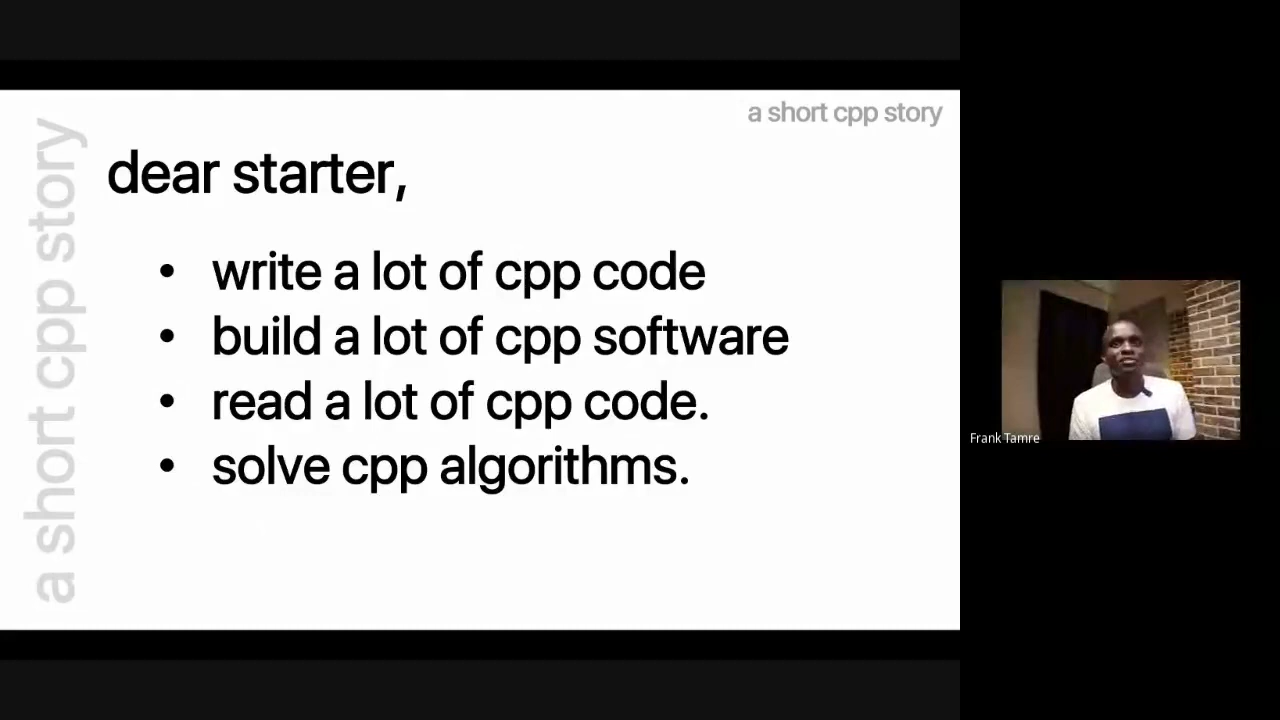 a short cpp story
a short cpp story
dear starter,
• write a lot of cpp code
• build a lot of cpp software
• read a lot of cpp code.
• solve cpp algorithms.
Frank Tamre